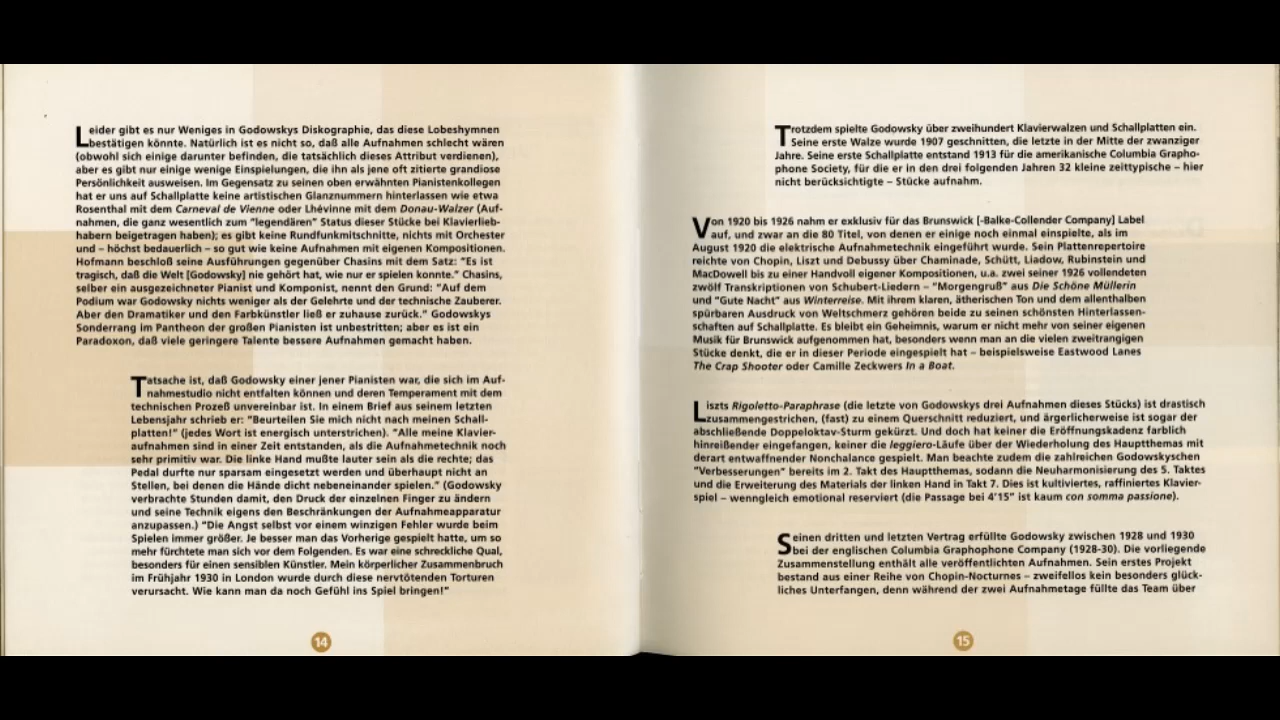 Leider gibt es nur Weniges in Godowskys Diskographie, das diese Lobeshymnen
bestätigen könnte. Natürlich ist es nicht so, daß alle Aufnahmen schlecht wären
(obwohl sich einige darunter befinden, die tatsächlich dieses Attribut verdienen),
aber es gibt nur einige wenige Einspielungen, die ihn als jene oft zitierte grandiose
Persönlichkeit ausweisen. Im Gegensatz zu seinen oben erwähnten Pianistenkollegen
hat er uns auf Schallplatte keine artistischen Glanznummern hinterlassen wie etwa
Rosenthal mit dem Carneval de Vienne oder Lhévinne mit dem Donau-Walzer (Auf-
nahmen, die ganz wesentlich zum "legendären" Status dieser Stücke bei Klavierlieb-
habern beigetragen haben); es gibt keine Rundfunkmitschnitte, nichts mit Orchester
und – höchst bedauerlich – so gut wie keine Aufnahmen mit eigenen Kompositionen.
Hofmann beschloß seine Ausführungen gegenüber Chasins mit dem Satz: "Es ist
tragisch, daß die Welt [Godowsky] nie gehört hat, wie nur er spielen konnte." Chasins,
selber ein ausgezeichneter Pianist und Komponist, nennt den Grund: "Auf dem
Podium war Godowsky nichts weniger als der Gelehrte und der technische Zauberer.
Aber den Dramatiker und den Farbkünstler ließ er zuhause zurück." Godowskys
Sonderrang im Pantheon der großen Pianisten ist unbestritten; aber es ist ein
Paradoxon, daß viele geringere Talente bessere Aufnahmen gemacht haben.
Tatsache ist, daß Godowsky einer jener Pianisten war, die sich im Auf-
nahmestudio nicht entfalten können und deren Temperament mit dem
technischen Prozeß unvereinbar ist. In einem Brief aus seinem letzten
Lebensjahr schrieb er: "Beurteilen Sie mich nicht nach meinen Schall-
platten!" (jedes Wort ist energisch unterstrichen). "Alle meine Klavier-
aufnahmen sind in einer Zeit entstanden, als die Aufnahmetechnik noch
sehr primitiv war. Die linke Hand mußte lauter sein als die rechte; das
Pedal durfte nur sparsam eingesetzt werden und überhaupt nicht an
Stellen, bei denen die Hände dicht nebeneinander spielen." (Godowsky
verbrachte Stunden damit, den Druck der einzelnen Finger zu ändern
und seine Technik eigens den Beschränkungen der Aufnahmeapparatur
anzupassen.) "Die Angst selbst vor einem winzigen Fehler wurde beim
Spielen immer größer. Je besser man das Vorherige gespielt hatte, um so
mehr fürchtete man sich vor dem Folgenden. Es war eine schreckliche Qual,
besonders für einen sensiblen Künstler. Mein körperlicher Zusammenbruch
im Frühjahr 1930 in London wurde durch diese nervtötenden Torturen
verursacht. Wie kann man da noch Gefühl ins Spiel bringen!"
14
Trotzdem spielte Godowsky über zweihundert Klavierwalzen und Schallplatten ein.
Seine erste Walze wurde 1907 geschnitten, die letzte in der Mitte der zwanziger
Jahre. Seine erste Schallplatte entstand 1913 für die amerikanische Columbia Grapho-
phone Society, für die er in den drei folgenden Jahren 32 kleine zeittypische – hier
nicht berücksichtigte – Stücke aufnahm.
Von 1920 bis 1926 nahm er exklusiv für das Brunswick [-Balke-Collender Company] Label
auf, und zwar an die 80 Titel, von denen er einige noch einmal einspielte, als im
August 1920 die elektrische Aufnahmetechnik eingeführt wurde. Sein Plattenrepertoire
reichte von Chopin, Liszt und Debussy über Chaminade, Schütt, Liadow, Rubinstein und
MacDowell bis zu einer Handvoll eigener Kompositionen, u.a. zwei seiner 1926 vollendeten
zwölf Transkriptionen von Schubert-Liedern – "Morgengruß" aus Die Schöne Müllerin
und "Gute Nacht" aus Winterreise. Mit ihrem klaren, ätherischen Ton und dem allenthalben
spürbaren Ausdruck von Weltschmerz gehören beide zu seinen schönsten Hinterlassen-
schaften auf Schallplatte. Es bleibt ein Geheimnis, warum er nicht mehr von seiner eigenen
Musik für Brunswick aufgenommen hat, besonders wenn man an die vielen zweitrangigen
Stücke denkt, die er in dieser Periode eingespielt hat – beispielsweise Eastwood Lanes
The Crap Shooter oder Camille Zeckwers In a Boat.
Liszts Rigoletto-Paraphrase (die letzte von Godowskys drei Aufnahmen dieses Stücks) ist drastisch
zusammengestrichen, (fast) zu einem Querschnitt reduziert, und ärgerlicherweise ist sogar der
abschließende Doppeloktav-Sturm gekürzt. Und doch hat keiner die Eröffnungskadenz farblich
hinreißender eingefangen, keiner die leggiero-Läufe über der Wiederholung des Hauptthemas mit
derart entwaffnender Nonchalance gespielt. Man beachte zudem die zahlreichen Godowskyschen
"Verbesserungen" bereits im 2. Takt des Hauptthemas, sodann die Neuharmonisierung des 5. Taktes
und die Erweiterung des Materials der linken Hand in Takt 7. Dies ist kultiviertes, raffiniertes Klavier-
spiel – wenngleich emotional reserviert (die Passage bei 4'15" ist kaum con somma passione).
Seinen dritten und letzten Vertrag erfüllte Godowsky zwischen 1928 und 1930
bei der englischen Columbia Graphophone Company (1928-30). Die vorliegende
Zusammenstellung enthält alle veröffentlichten Aufnahmen. Sein erstes Projekt
bestand aus einer Reihe von Chopin-Nocturnes – zweifellos kein besonders glück-
liches Unterfangen, denn während der zwei Aufnahmetage füllte das Team über
15